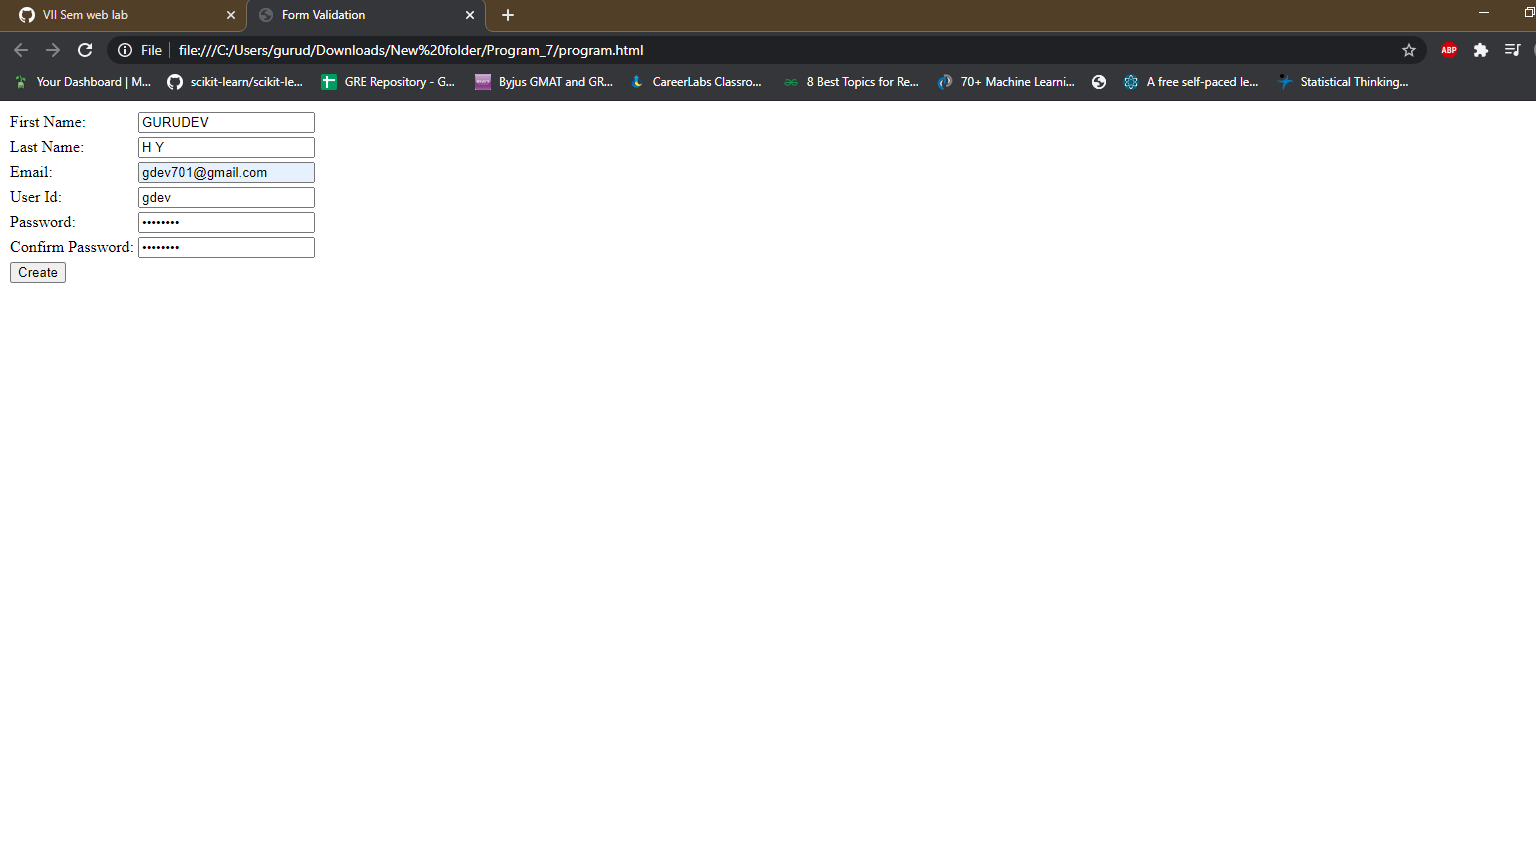 VII Sem web lab
Form Validation
File file:///C:/Users/gurud/Downloads/New%20folder/Program_7/program.html
ABP
Your Dashboard | M... scikit-learn/scikit-le... GRE Repository - G... Byjus GMAT and GR... CareerLabs Classro... 8 Best Topics for Re... 70+ Machine Learni... A free self-paced le... Statistical Thinking...
First Name: GURUDEV
Last Name: H Y
Email: gdev701@gmail.com
User Id: gdev
Password: ••••••••
Confirm Password: ••••••••
Create